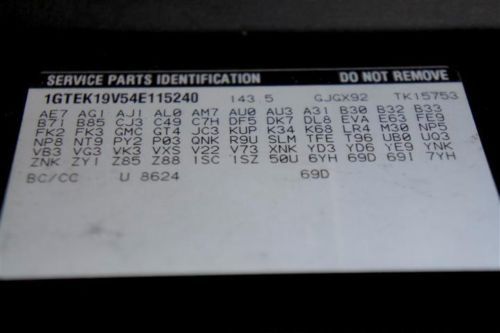 SERVICE PARTS IDENTIFICATION DO NOT REMOVE
1GTEK19V54E115240 143.5 GJGX92 TK15753
AE7 AG1 AJ1 AL0 AM7 AU0 AU3 A31 B30 B32 B33
B71 B85 CJ3 C49 C7H DF5 DK7 DL8 EVA E63 FE9
FK2 FK3 GMC GT4 JC3 KUP K34 K68 LR4 M30 NP5
NP8 NT9 PY2 P03 QNK R9U SLM TFE T96 UB0 UQ3
VB3 VG3 VK3 VXS V22 V73 XNK YD3 YD6 YE9 YNK
ZNK ZY1 Z85 Z88 1SC 1SZ 50U 6YH 69D 69I 7YH
BC/CC U 8624 69D